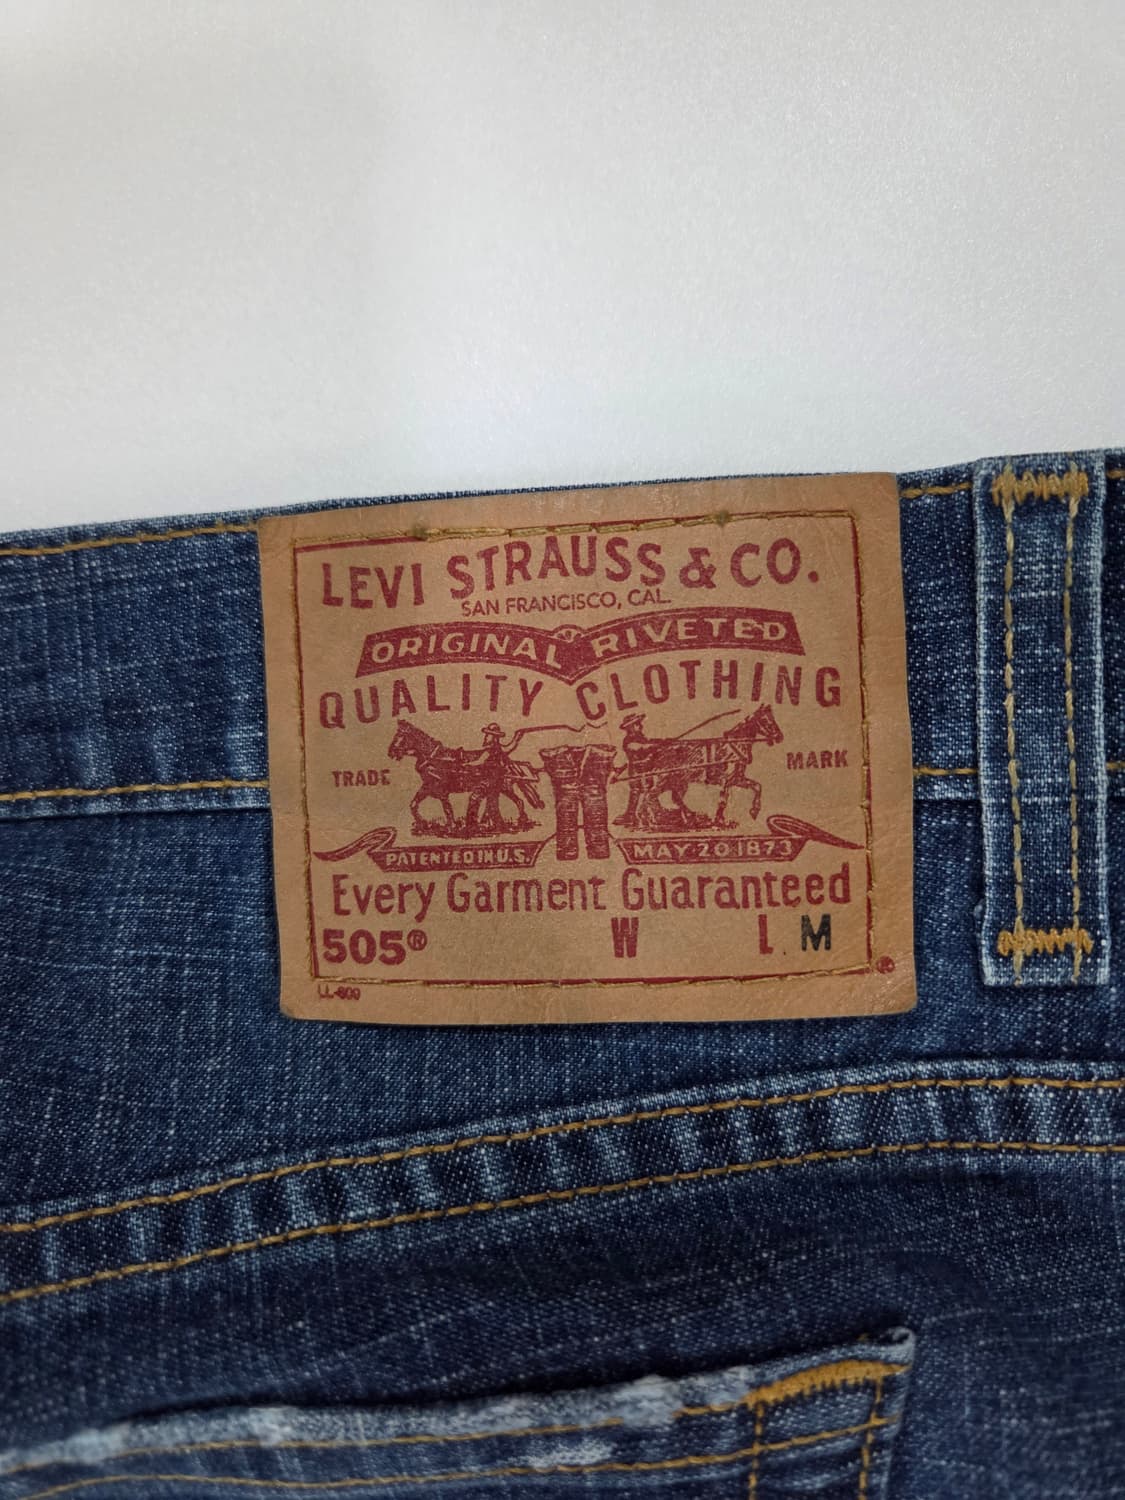 LEVI STRAUSS & CO.
SAN FRANCISCO, CAL.
ORIGINAL RIVETED
QUALITY CLOTHING
TRADE MARK
PATENTED IN U.S. MAY 20 1873
Every Garment Guaranteed
505® W L M
®